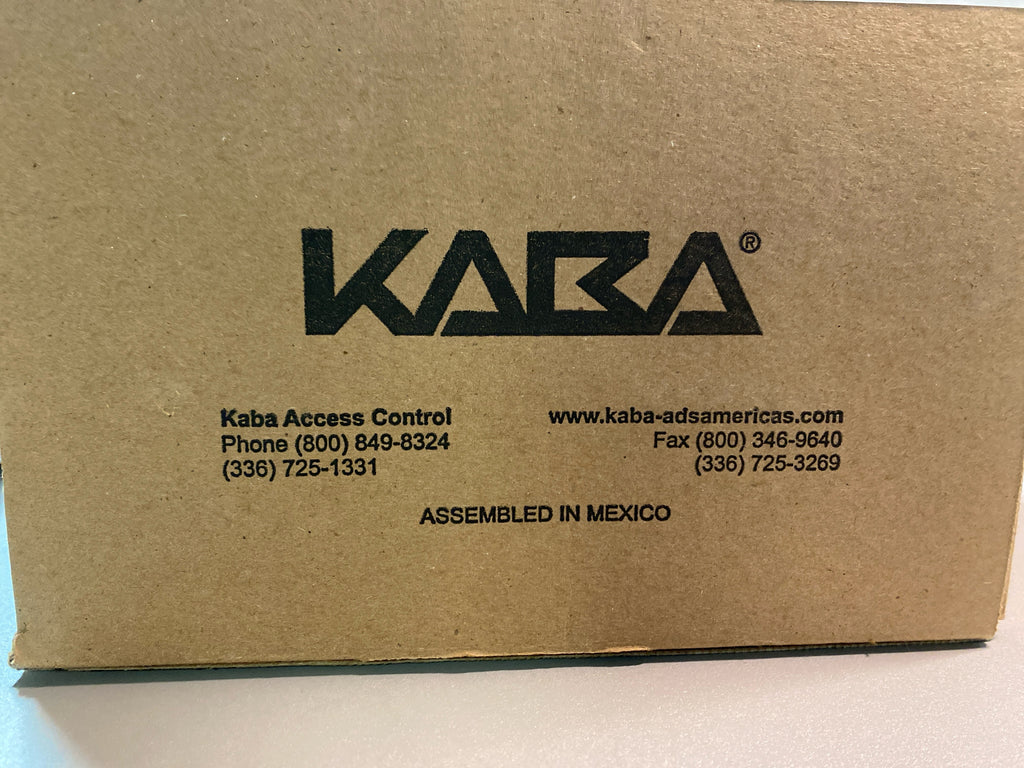 KABA®
Kaba Access Control
Phone (800) 849-8324
(336) 725-1331
www.kaba-adsamericas.com
Fax (800) 346-9640
(336) 725-3269
ASSEMBLED IN MEXICO